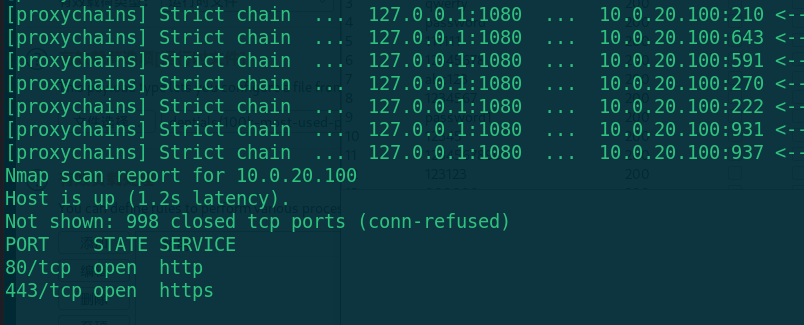 [proxychains] Strict chain ... 127.0.0.1:1080 ... 10.0.20.100:210 <--
[proxychains] Strict chain ... 127.0.0.1:1080 ... 10.0.20.100:643 <--
[proxychains] Strict chain ... 127.0.0.1:1080 ... 10.0.20.100:591 <--
[proxychains] Strict chain ... 127.0.0.1:1080 ... 10.0.20.100:270 <--
[proxychains] Strict chain ... 127.0.0.1:1080 ... 10.0.20.100:222 <--
[proxychains] Strict chain ... 127.0.0.1:1080 ... 10.0.20.100:931 <--
[proxychains] Strict chain ... 127.0.0.1:1080 ... 10.0.20.100:937 <--
Nmap scan report for 10.0.20.100
Host is up (1.2s latency).
Not shown: 998 closed tcp ports (conn-refused)
PORT STATE SERVICE
80/tcp open http
443/tcp open https